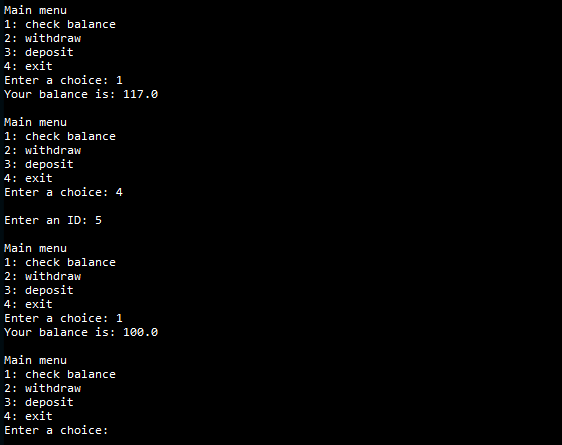 Main menu
1: check balance
2: withdraw
3: deposit
4: exit
Enter a choice: 1
Your balance is: 117.0
Main menu
1: check balance
2: withdraw
3: deposit
4: exit
Enter a choice: 4
Enter an ID: 5
Main menu
1: check balance
2: withdraw
3: deposit
4: exit
Enter a choice: 1
Your balance is: 100.0
Main menu
1: check balance
2: withdraw
3: deposit
4: exit
Enter a choice: